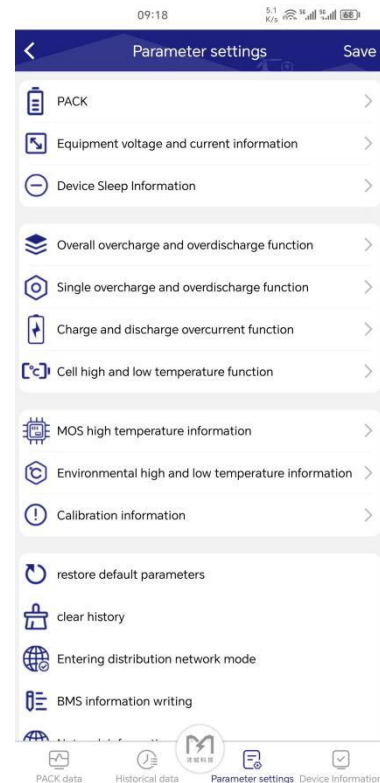 09:18
5.1
K/s
5G
5G
68
Parameter settings
Save
PACK
Equipment voltage and current information
Device Sleep Information
Overall overcharge and overdischarge function
Single overcharge and overdischarge function
Charge and discharge overcurrent function
[°C]
Cell high and low temperature function
MOS high temperature information
°C
Environmental high and low temperature information
Calibration information
restore default parameters
clear history
Entering distribution network mode
BMS information writing
PACK data
Historical data
Parameter settings
Device Information